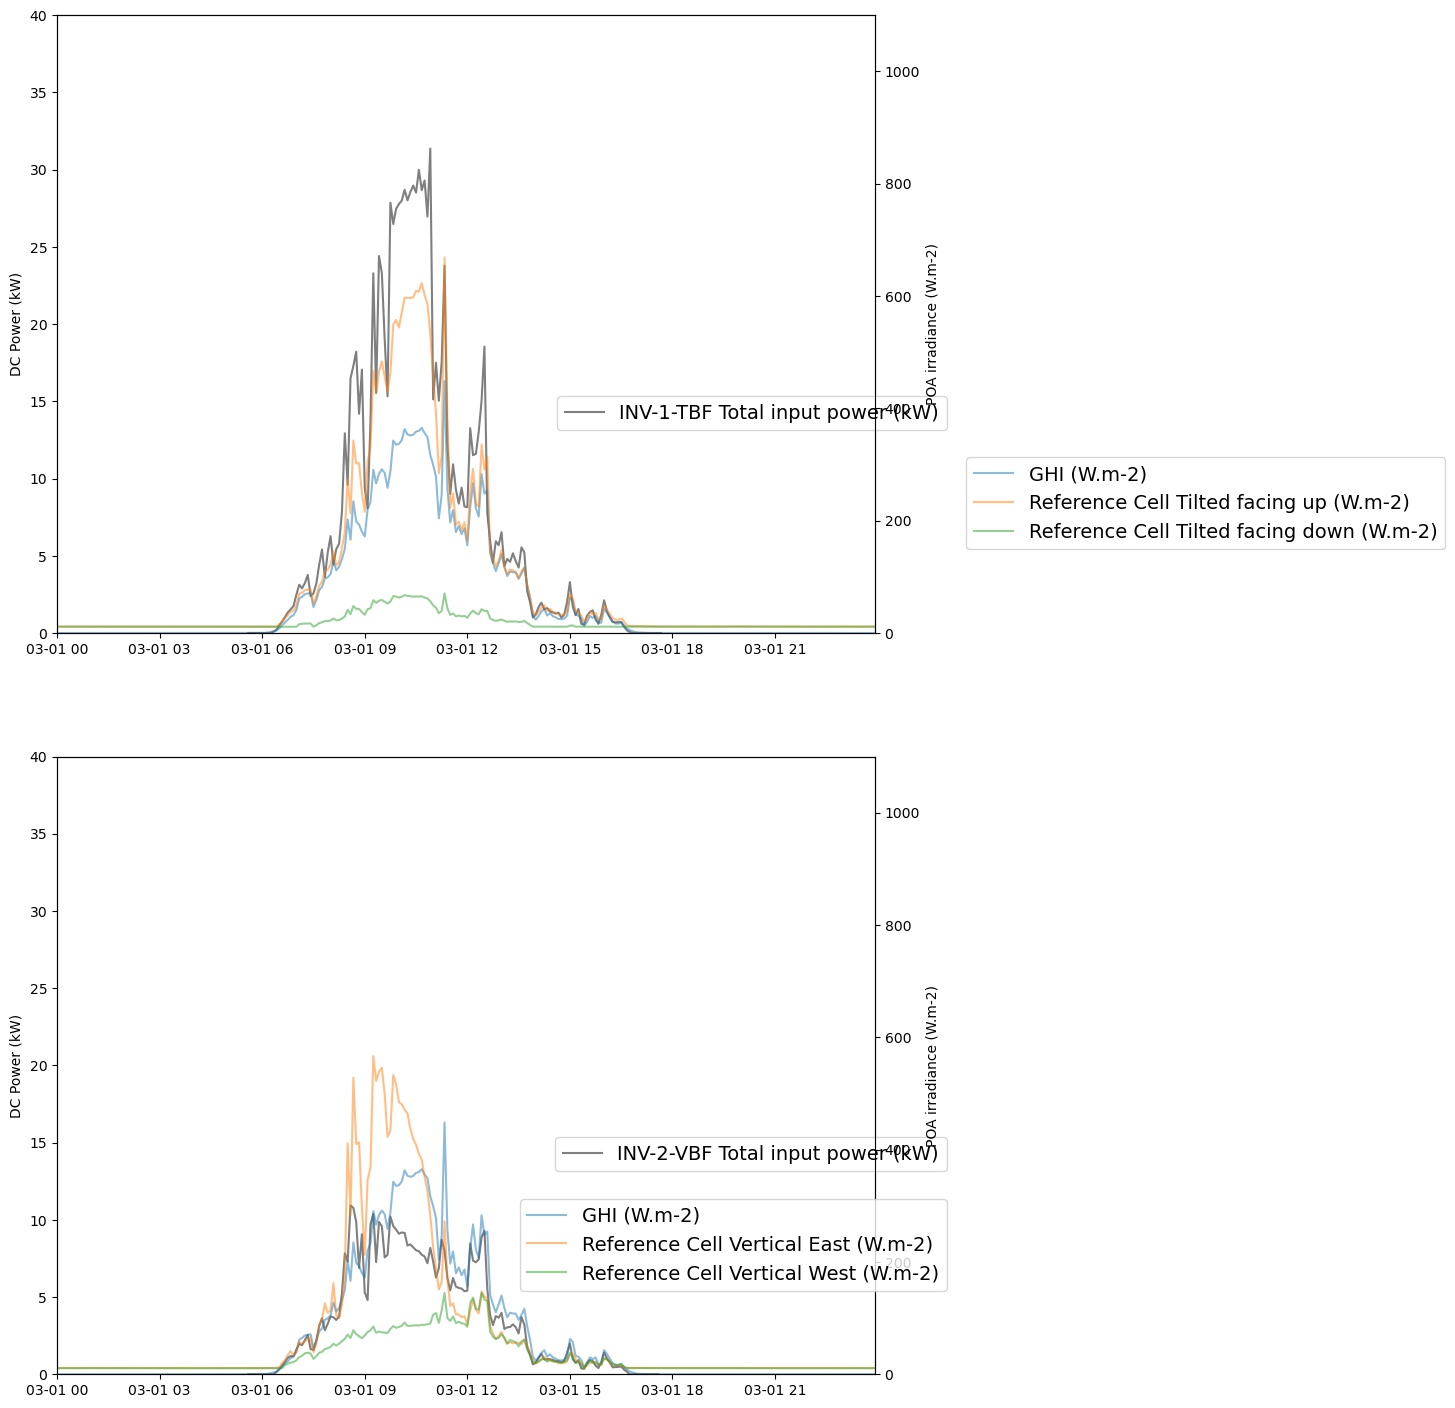 40
35
30
25
20
15
10
5
0
DC Power (kW)
1000
800
600
400
200
0
POA irradiance (W.m-2)
INV-1-TBF Total input power (kW)
GHI (W.m-2)
Reference Cell Tilted facing up (W.m-2)
Reference Cell Tilted facing down (W.m-2)
03-01 00 03-01 03 03-01 06 03-01 09 03-01 12 03-01 15 03-01 18 03-01 21
40
35
30
25
20
15
10
5
0
DC Power (kW)
1000
800
600
400
200
0
POA irradiance (W.m-2)
INV-2-VBF Total input power (kW)
GHI (W.m-2)
Reference Cell Vertical East (W.m-2)
Reference Cell Vertical West (W.m-2)
03-01 00 03-01 03 03-01 06 03-01 09 03-01 12 03-01 15 03-01 18 03-01 21